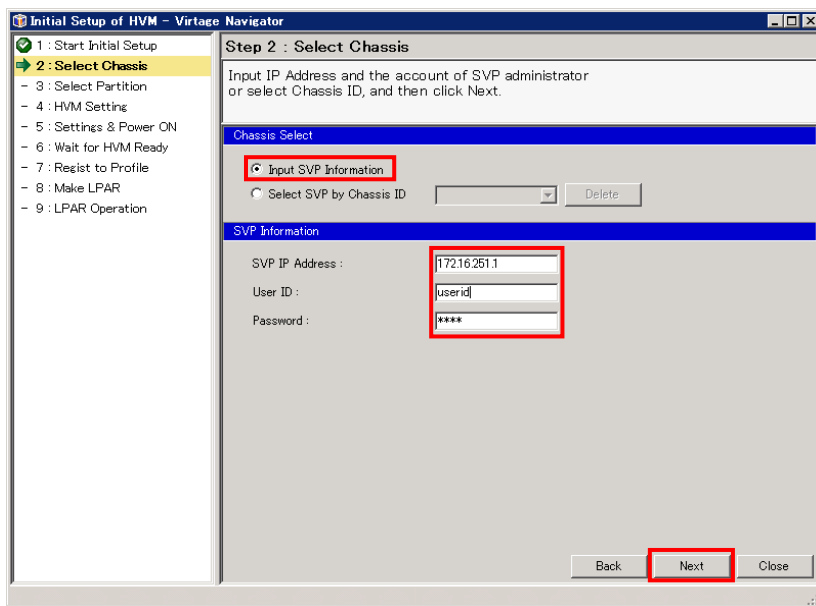 Initial Setup of HVM - Virtage Navigator
1 : Start Initial Setup
2 : Select Chassis
- 3 : Select Partition
- 4 : HVM Setting
- 5 : Settings & Power ON
- 6 : Wait for HVM Ready
- 7 : Regist to Profile
- 8 : Make LPAR
- 9 : LPAR Operation
Step 2 : Select Chassis
Input IP Address and the account of SVP administrator
or select Chassis ID, and then click Next.
Chassis Select
Input SVP Information
Select SVP by Chassis ID
Delete
SVP Information
SVP IP Address : 172.16.251.1
User ID : userid
Password : ****
Back Next Close